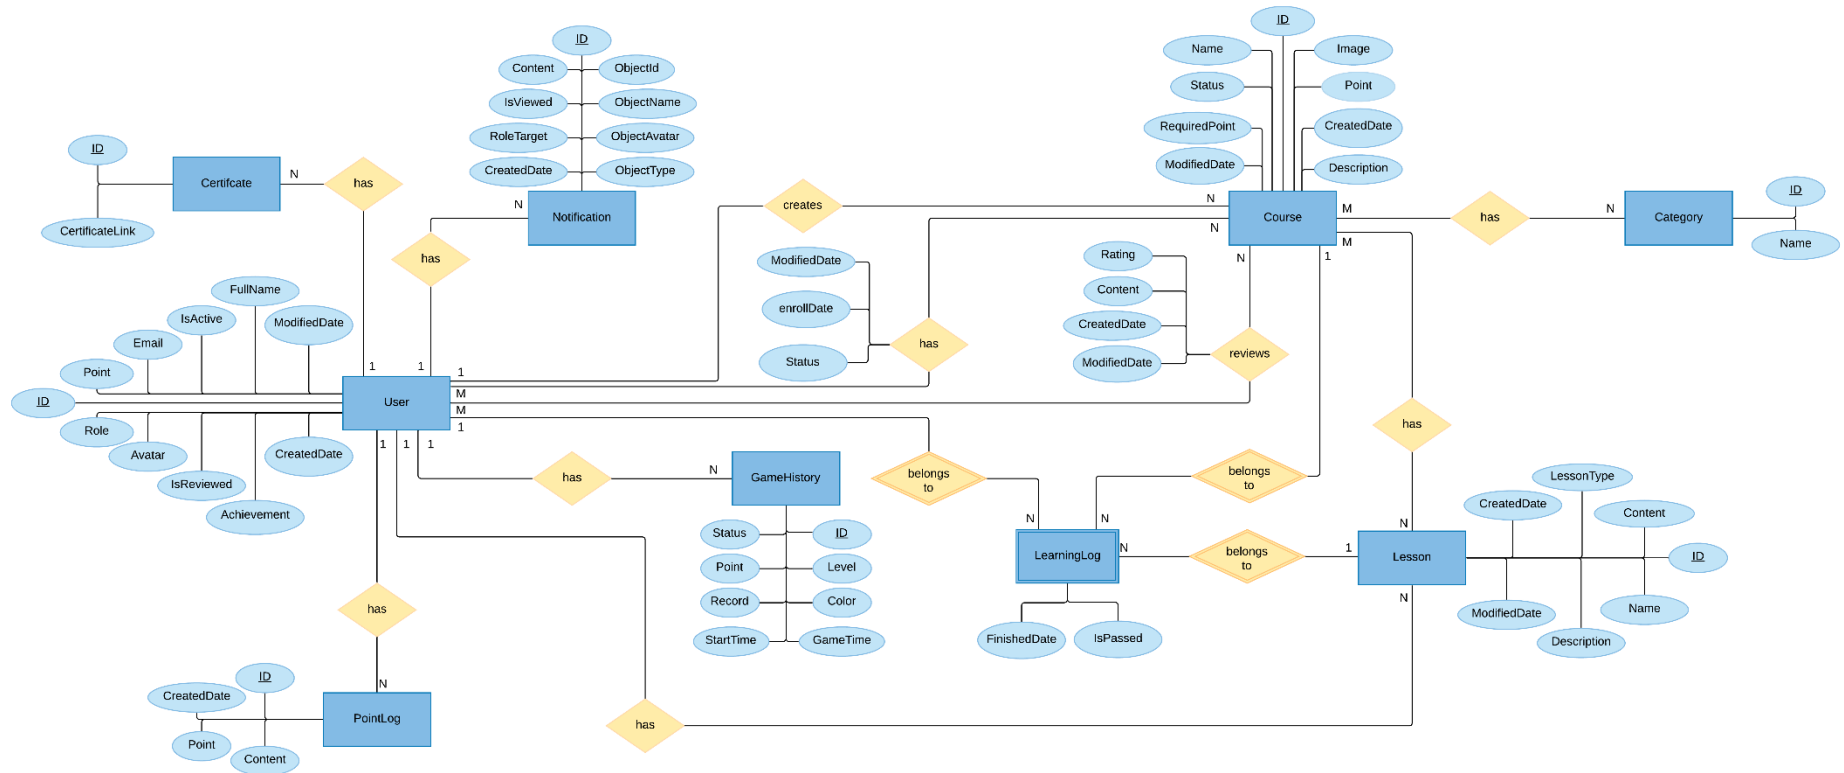 ID
Name
Image
Content
ObjectId
Status
Point
IsViewed
ObjectName
RequiredPoint
CreatedDate
RoleTarget
ObjectAvatar
ModifiedDate
Description
CreatedDate
ObjectType
ID
ID
Certifcate
N
has
N
Notification
creates
N
Course
M
has
N
Category
ID
Name
CertificateLink
has
N
M
N
1
ModifiedDate
enrollDate
Status
has
Rating
Content
CreatedDate
ModifiedDate
reviews
FullName
IsActive
ModifiedDate
Email
Point
ID
Role
Avatar
IsReviewed
Achievement
CreatedDate
1
1
1
User
M
M
1
1
1
1
has
N
GameHistory
belongs
to
belongs
to
has
Status
ID
Point
Level
Record
Color
StartTime
GameTime
N
N
LearningLog
N
belongs
to
1
N
Lesson
N
LessonType
CreatedDate
Content
ID
ModifiedDate
Name
Description
FinishedDate
IsPassed
has
N
PointLog
ID
CreatedDate
Point
Content
has